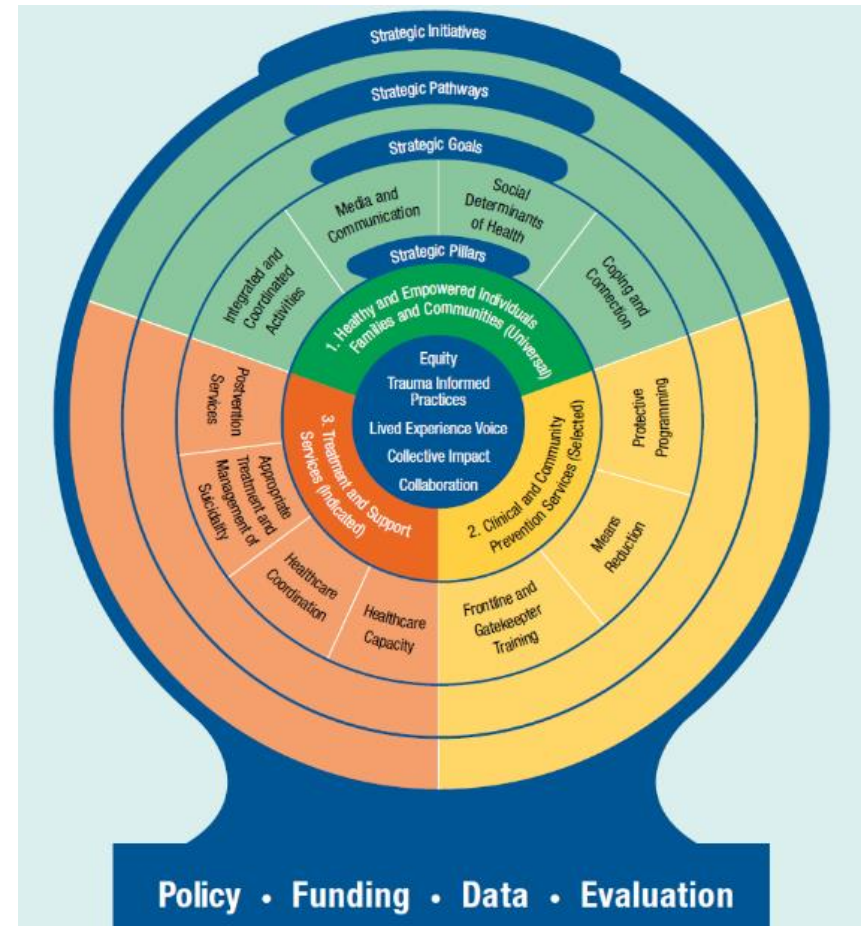 Strategic Initiatives
Strategic Pathways
Strategic Goals
Integrated and
Coordinated
Activities
Media and
Communication
Social
Determinants
of Health
Coping and
Connection
Strategic Pillars
1. Healthy and Empowered Individuals
Families and Communities (Universal)
Equity
Trauma Informed
Practices
Lived Experience Voice
Collective Impact
Collaboration
Protective
Programming
Means
Reduction
Frontline and
Gatekeeper
Training
2. Clinical and Community
Prevention Services (Selected)
3. Treatment and Support
Services (Indicated)
Postvention
Services
Appropriate
Treatment and
Management of
Suicidality
Healthcare
Coordination
Healthcare
Capacity
Policy • Funding • Data • Evaluation